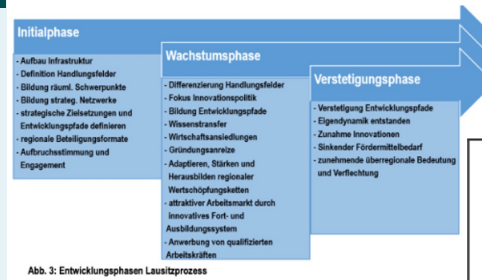 Initialphase
- Aufbau Infrastruktur
- Definition Handlungsfelder
- Bildung räuml. Schwerpunkte
- Bildung strateg. Netzwerke
- strategische Zielsetzungen und
Entwicklungspfade definieren
- regionale Beteiligungsformate
- Aufbruchsstimmung und
Engagement
Wachstumsphase
- Differenzierung Handlungsfelder
- Fokus Innovationspolitik
- Bildung Entwicklungspfade
- Wissenstransfer
- Wirtschaftsansiedlungen
- Gründungsanreize
- Adaptieren, Stärken und
Herausbilden regionaler
Wertschöpfungsketten
- attraktiver Arbeitsmarkt durch
innovatives Fort- und
Ausbildungssystem
- Anwerbung von qualifizierten
Arbeitskräften
Verstetigungsphase
- Verstetigung Entwicklungspfade
- Eigendynamik entstanden
- Zunahme Innovationen
- Sinkender Fördermittelbedarf
- zunehmende überregionale Bedeutung
und Verflechtung
Abb. 3: Entwicklungsphasen Lausitzprozess